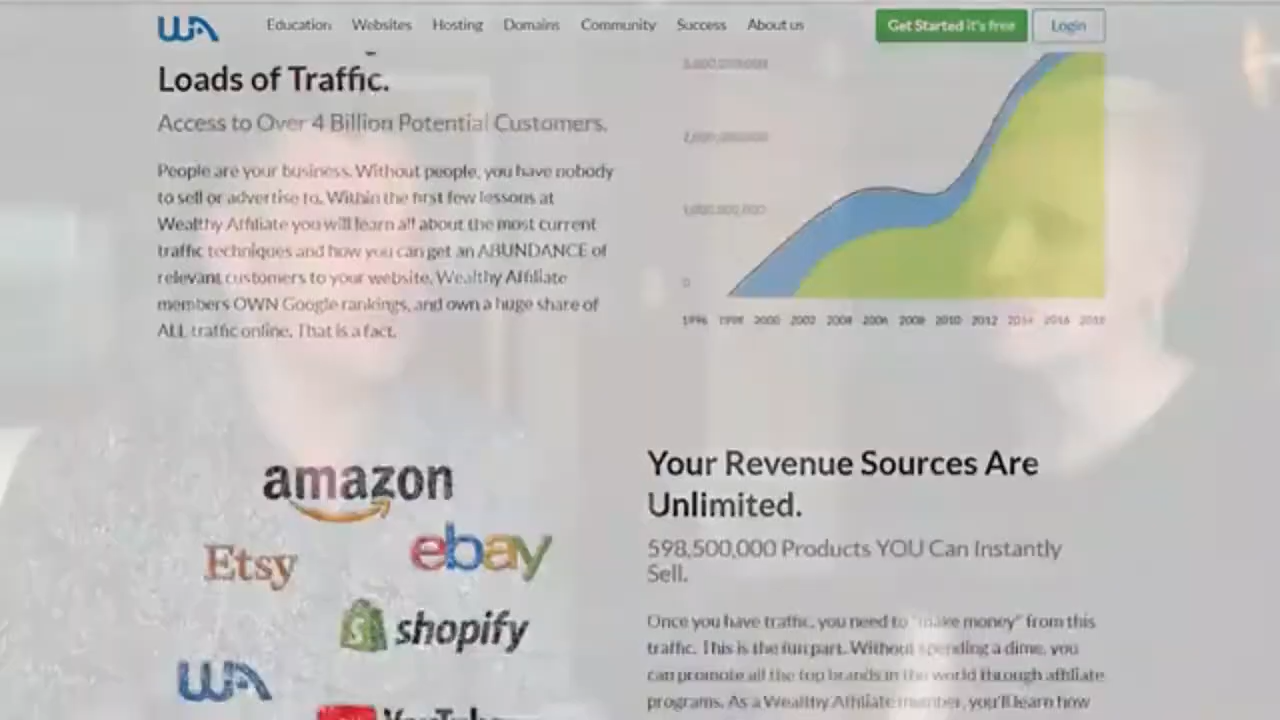 WA Education Websites Hosting Domains Community Success About us Get Started it's free Login
Loads of Traffic.
Access to Over 4 Billion Potential Customers.
People are your business. Without people, you have nobody
to sell or advertise to. Within the first few lessons at
Wealthy Affiliate you will learn all about the most current
traffic techniques and how you can get an ABUNDANCE of
relevant customers to your website. Wealthy Affiliate
members OWN Google rankings, and own a huge share of
ALL traffic online. That is a fact.
1,000,000,000
0
1996 1998 2000 2002 2004 2006 2008 2010 2012 2014 2016 2018
amazon
Etsy
ebay
shopify
WA
YouTube
Your Revenue Sources Are
Unlimited.
598,500,000 Products YOU Can Instantly
Sell.
Once you have traffic, you need to "make money" from this
traffic. This is the fun part. Without spending a dime, you
can promote all the top brands in the world through affiliate
programs. As a Wealthy Affiliate member, you'll learn how